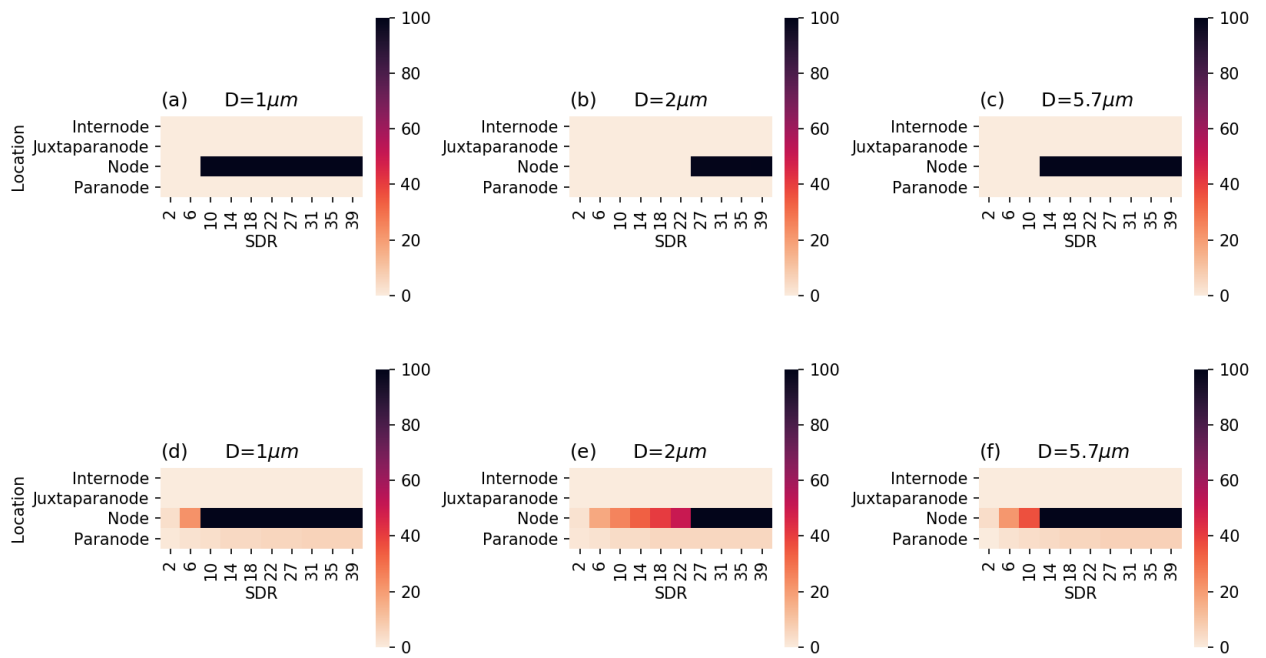 100
80
60
40
20
0
(a) D=1μm
Internode
Juxtaparanode
Node
Paranode
Location
2 6 10 14 18 22 27 31 35 39
SDR
100
80
60
40
20
0
(b) D=2μm
Internode
Juxtaparanode
Node
Paranode
2 6 10 14 18 22 27 31 35 39
SDR
100
80
60
40
20
0
(c) D=5.7μm
Internode
Juxtaparanode
Node
Paranode
2 6 10 14 18 22 27 31 35 39
SDR
100
80
60
40
20
0
(d) D=1μm
Internode
Juxtaparanode
Node
Paranode
Location
2 6 10 14 18 22 27 31 35 39
SDR
100
80
60
40
20
0
(e) D=2μm
Internode
Juxtaparanode
Node
Paranode
2 6 10 14 18 22 27 31 35 39
SDR
100
80
60
40
20
0
(f) D=5.7μm
Internode
Juxtaparanode
Node
Paranode
2 6 10 14 18 22 27 31 35 39
SDR